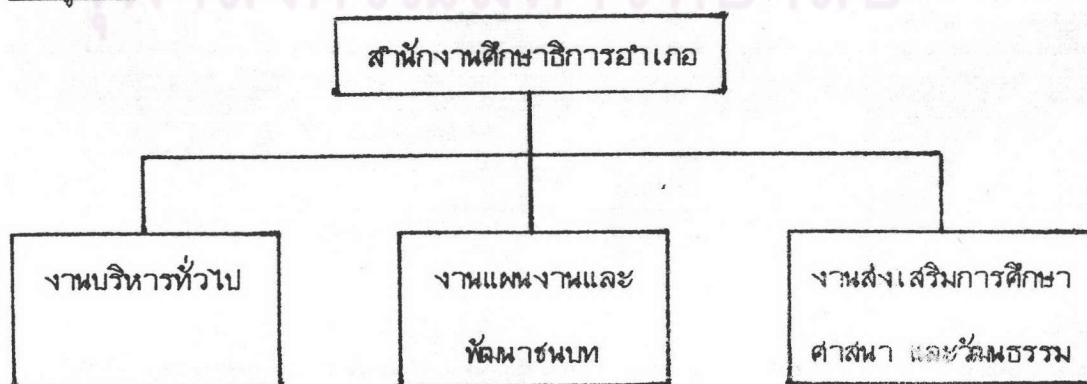 สำนักงานศึกษาธิการอำเภอ
งานบริหารทั่วไป
งานแผนงานและ
พัฒนาชนบท
งานส่งเสริมการศึกษา
ศาสนา และวัฒนธรรม